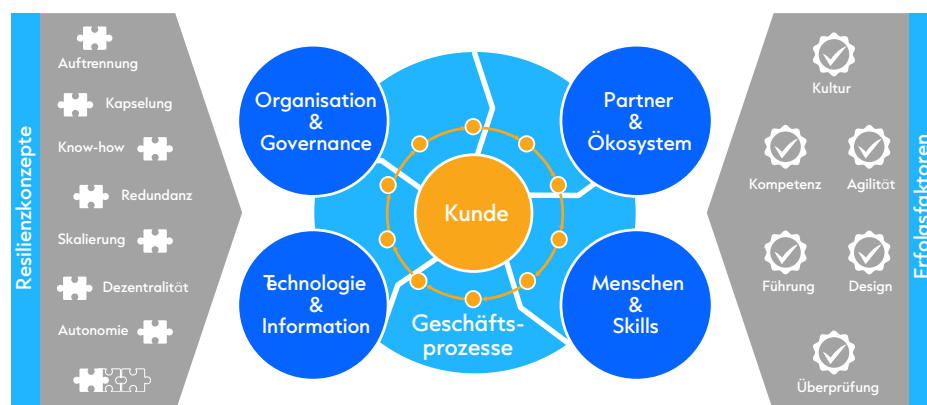 Resilienzkonzepte
Auftrennung
Kapselung
Know-how
Redundanz
Skalierung
Dezentralität
Autonomie
Organisation
&
Governance
Partner
&
Ökosystem
Kunde
Technologie
&
Information
Menschen
&
Skills
Geschäfts-
prozesse
Kultur
Kompetenz
Agilität
Führung
Design
Überprüfung
Erfolgsfaktoren